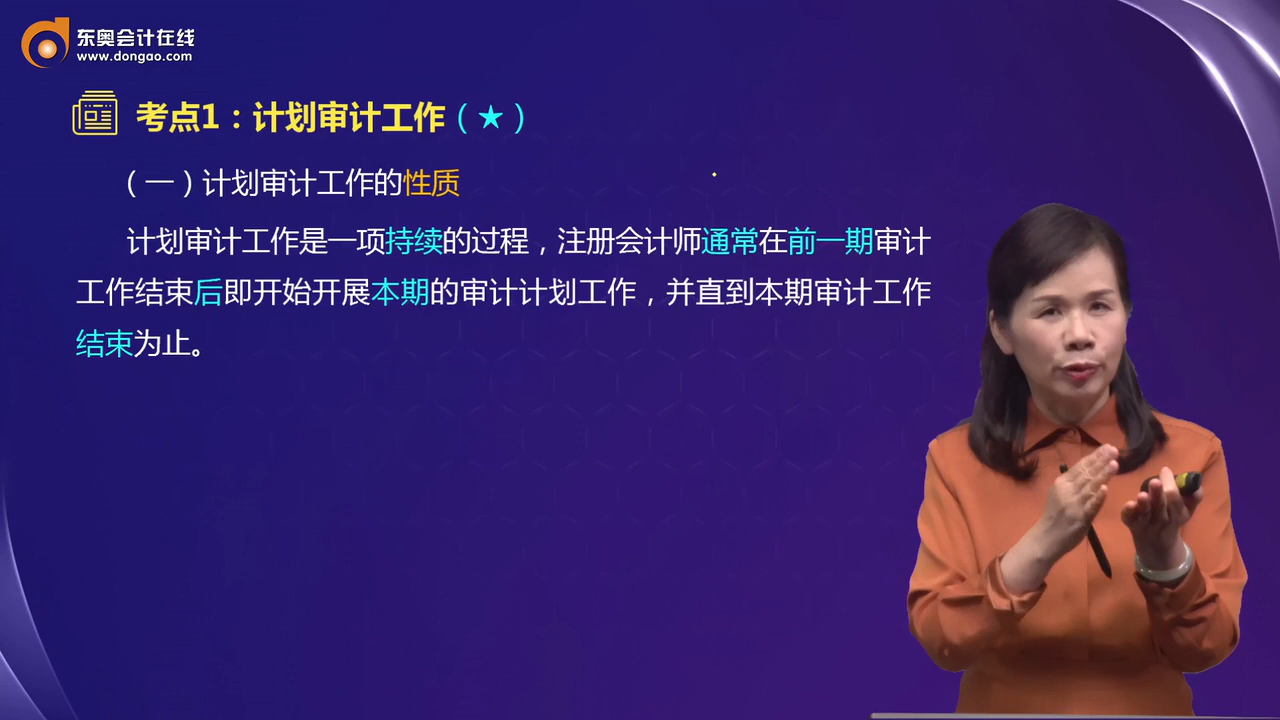 东奥会计在线
www.dongao.com
考点1：计划审计工作（★）
（一）计划审计工作的性质
计划审计工作是一项持续的过程，注册会计师通常在前一期审计
工作结束后即开始开展本期的审计计划工作，并直到本期审计工作
结束为止。